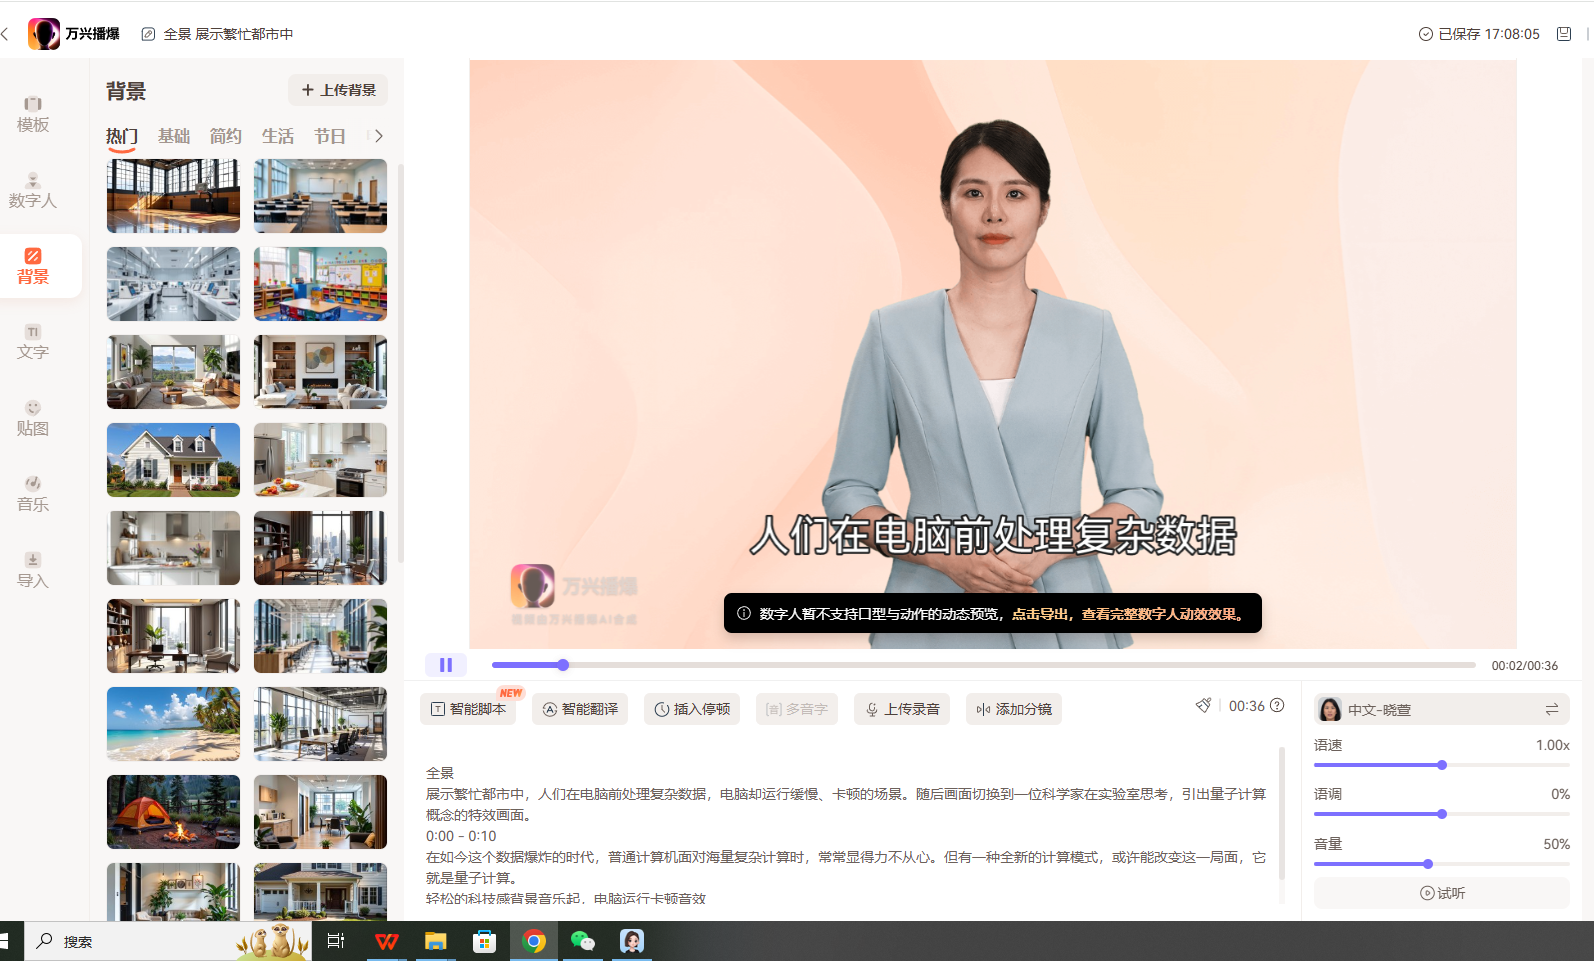 万兴播爆
全景 展示繁忙都市中
已保存 17:08:05
模板
数字人
背景
文字
贴图
音乐
导入
背景
上传背景
热门 基础 简约 生活 节日
人们在电脑前处理复杂数据
万兴播爆
数字人暂不支持口型与动作的动态预览，点击导出，查看完整数字人动效效果。
00:02/00:36
智能脚本
NEW
智能翻译
插入停顿
多音字
上传录音
添加分镜
00:36
全景
展示繁忙都市中，人们在电脑前处理复杂数据，电脑却运行缓慢、卡顿的场景。随后画面切换到一位科学家在实验室思考，引出量子计算
概念的特效画面。
0:00 - 0:10
在如今这个数据爆炸的时代，普通计算机面对海量复杂计算时，常常显得力不从心。但有一种全新的计算模式，或许能改变这一局面，它
就是量子计算。
轻松的科技感背景音乐起，电脑运行卡顿音效
中文-晓萱
语速 1.00x
语调 0%
音量 50%
试听
搜索